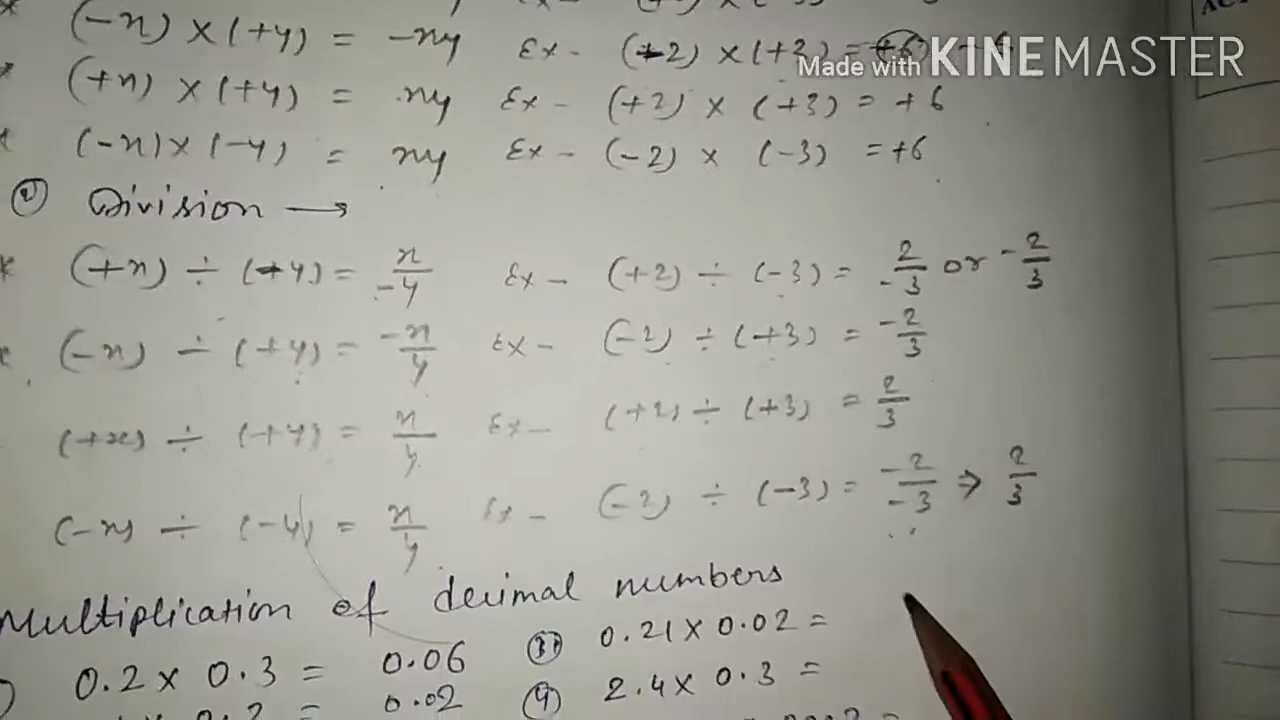 (-x) × (+y) = -xy Ex - (-2) × (+3) = -6
Made with KINEMASTER
(+x) × (+y) = xy Ex - (+2) × (+3) = +6
(-x) × (-y) = xy Ex - (-2) × (-3) = +6
② Division →
(+x) ÷ (-y) = x/-y Ex - (+2) ÷ (-3) = 2/-3 or -2/3
(-x) ÷ (+y) = -x/y Ex - (-2) ÷ (+3) = -2/3
(+x) ÷ (+y) = x/y Ex - (+2) ÷ (+3) = 2/3
(-x) ÷ (-y) = x/y Ex - (-2) ÷ (-3) = -2/-3 ⇒ 2/3
Multiplication of decimal numbers
0.2 × 0.3 = 0.06 ③ 0.21 × 0.02 =
0.02 ④ 2.4 × 0.3 =